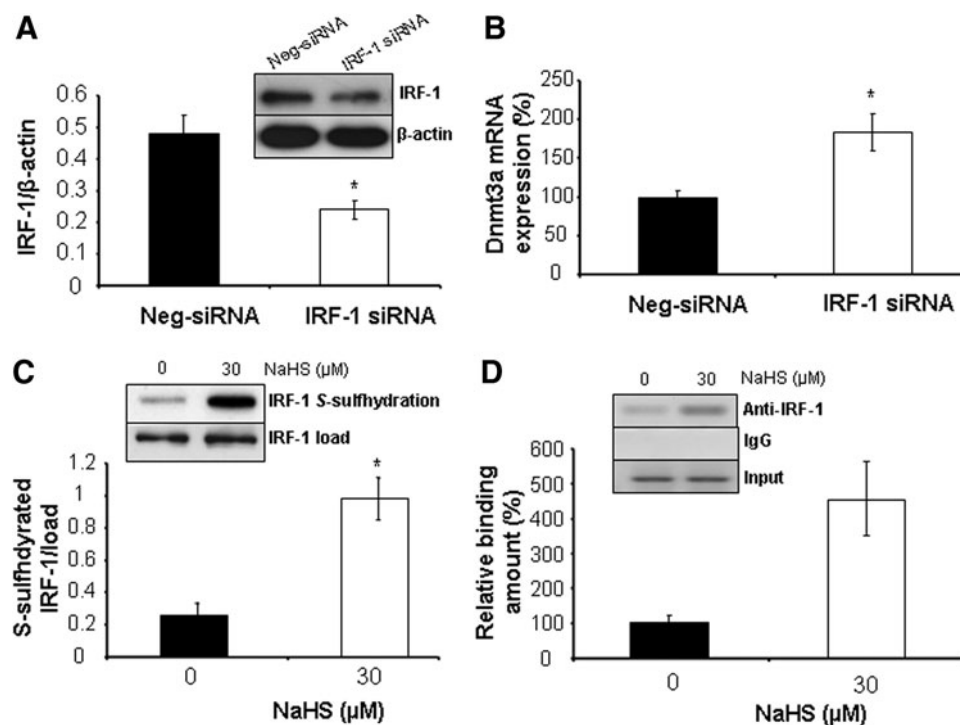 A
Neg-siRNA
IRF-1 siRNA
IRF-1
β-actin
IRF-1/β-actin
0.6
0.5
0.4
0.3
0.2
0.1
0
*
Neg-siRNA
IRF-1 siRNA
B
Dnmt3a mRNA
expression (%)
250
200
150
100
50
0
*
Neg-siRNA
IRF-1 siRNA
C
0
30
NaHS (µM)
IRF-1 S-sulfhydration
IRF-1 load
S-sulfhdyrated
IRF-1/load
1.2
1
0.8
0.6
0.4
0.2
0
*
0
30
NaHS (µM)
D
0
30
NaHS (µM)
Anti-IRF-1
IgG
Input
Relative binding
amount (%)
600
500
400
300
200
100
0
0
30
NaHS (µM)